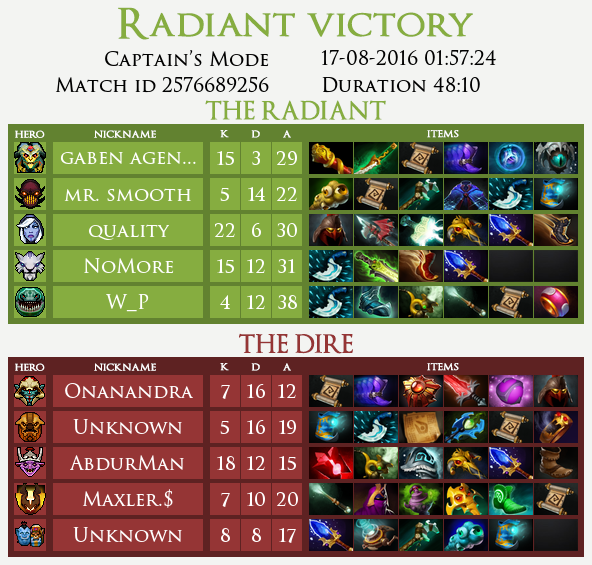 Radiant victory
Captain's Mode 17-08-2016 01:57:24
Match id 2576689256 Duration 48:10
THE RADIANT
HERO NICKNAME K D A ITEMS
GABEN AGEN... 15 3 29
MR. SMOOTH 5 14 22
QUALITY 22 6 30
NoMore 15 12 31
W_P 4 12 38
THE DIRE
HERO NICKNAME K D A ITEMS
Onanandra 7 16 12
Unknown 5 16 19
AbdurMan 18 12 15
Maxler.$ 7 10 20
Unknown 8 8 17